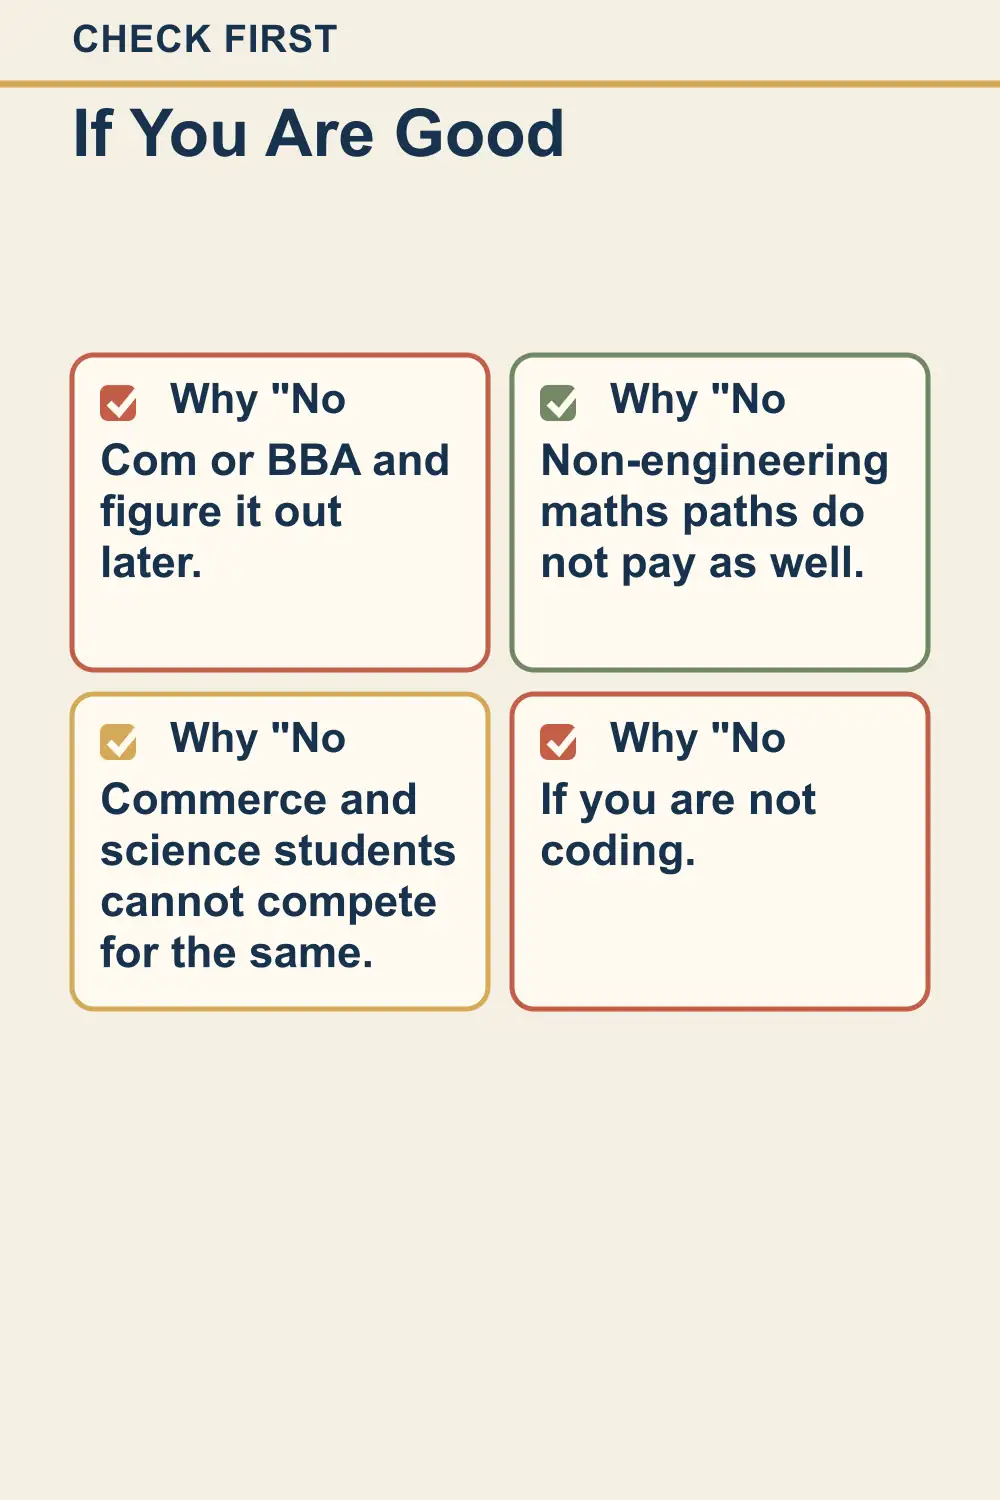 CHECK FIRST
If You Are Good
Why "No
Com or BBA and
figure it out
later.
Why "No
Non-engineering
maths paths do
not pay as well.
Why "No
Commerce and
science students
cannot compete
for the same.
Why "No
If you are not
coding.